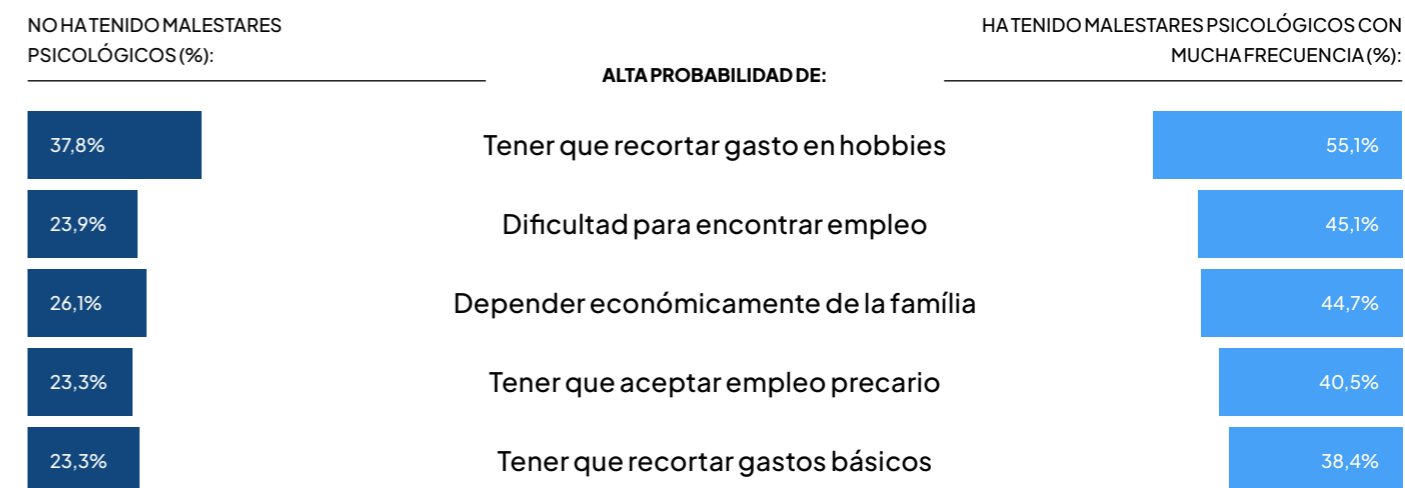 NO HA TENIDO MALESTARES
PSICOLÓGICOS (%):
HA TENIDO MALESTARES PSICOLÓGICOS CON
MUCHA FRECUENCIA (%):
ALTA PROBABILIDAD DE:
37,8%
Tener que recortar gasto en hobbies
55,1%
23,9%
Dificultad para encontrar empleo
45,1%
26,1%
Depender económicamente de la família
44,7%
23,3%
Tener que aceptar empleo precario
40,5%
23,3%
Tener que recortar gastos básicos
38,4%